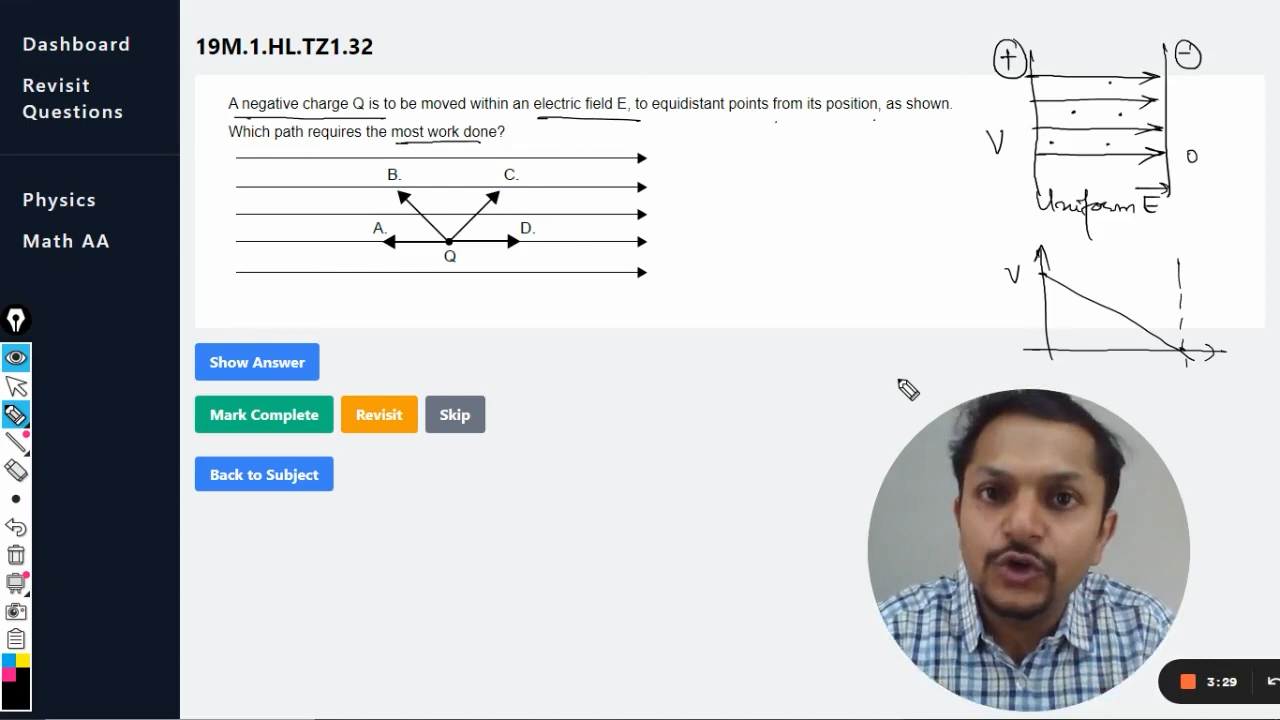 Dashboard
Revisit
Questions
Physics
Math AA
19M.1.HL.TZ1.32
A negative charge Q is to be moved within an electric field E, to equidistant points from its position, as shown.
Which path requires the most work done?
B.
C.
A.
D.
Q
Show Answer
Mark Complete
Revisit
Skip
Back to Subject
+
−
V
0
Uniform E
V
3:29